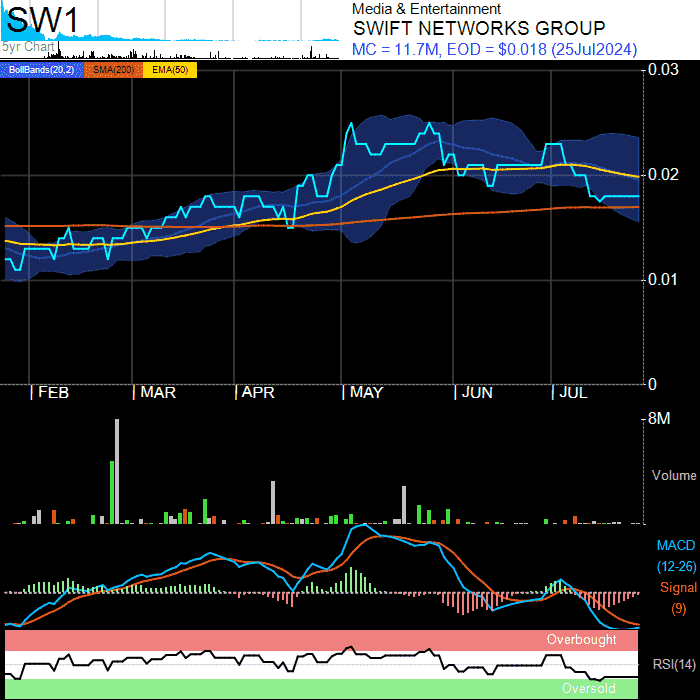 SW1
5yr Chart
Media & Entertainment
SWIFT NETWORKS GROUP
MC = 11.7M, EOD = $0.018 (25Jul2024)
BollBands(20,2) SMA(200) EMA(50)
0.03
0.02
0.01
0
FEB MAR APR MAY JUN JUL
8M
Volume
MACD
(12-26)
Signal
(9)
Overbought
RSI(14)
Oversold